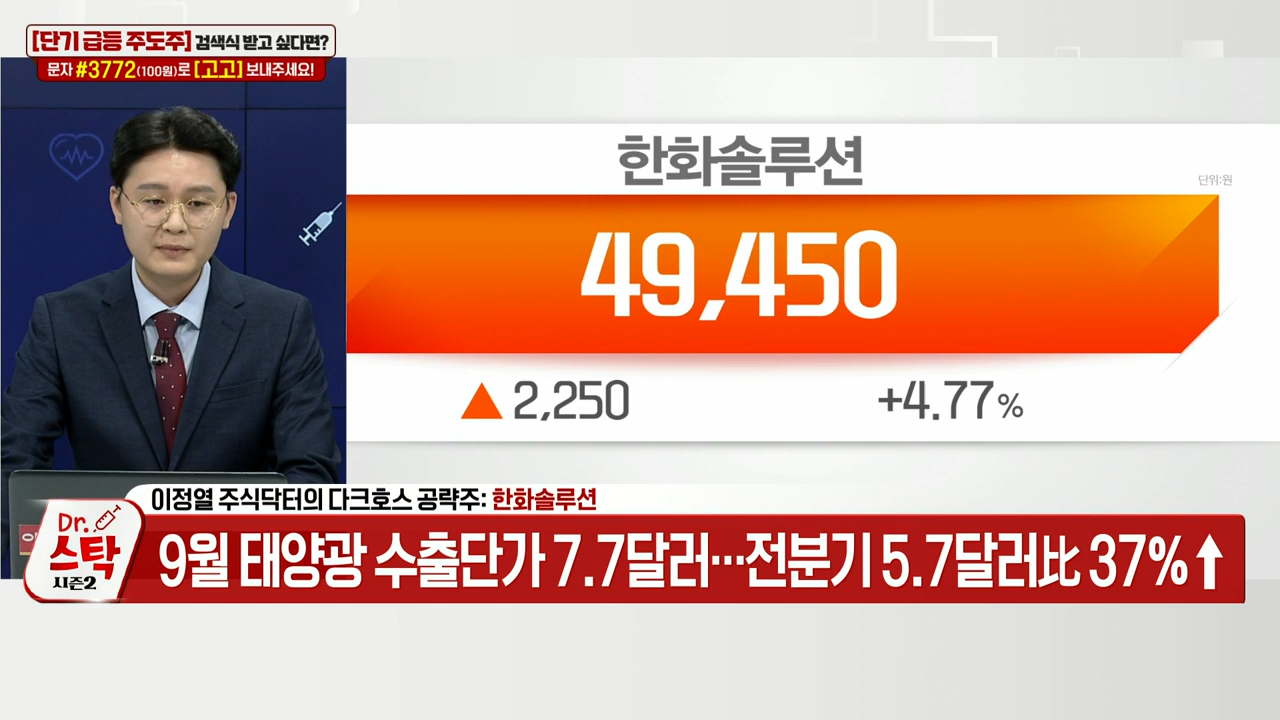 [단기 급등 주도주] 검색식 받고 싶다면?
문자 #3772(100원)로 [고고] 보내주세요!
한화솔루션
단위:원
49,450
▲2,250 +4.77%
이정열 주식닥터의 다크호스 공략주: 한화솔루션
Dr.
스탁
시즌2
9월 태양광 수출단가 7.7달러…전분기 5.7달러比 37%↑